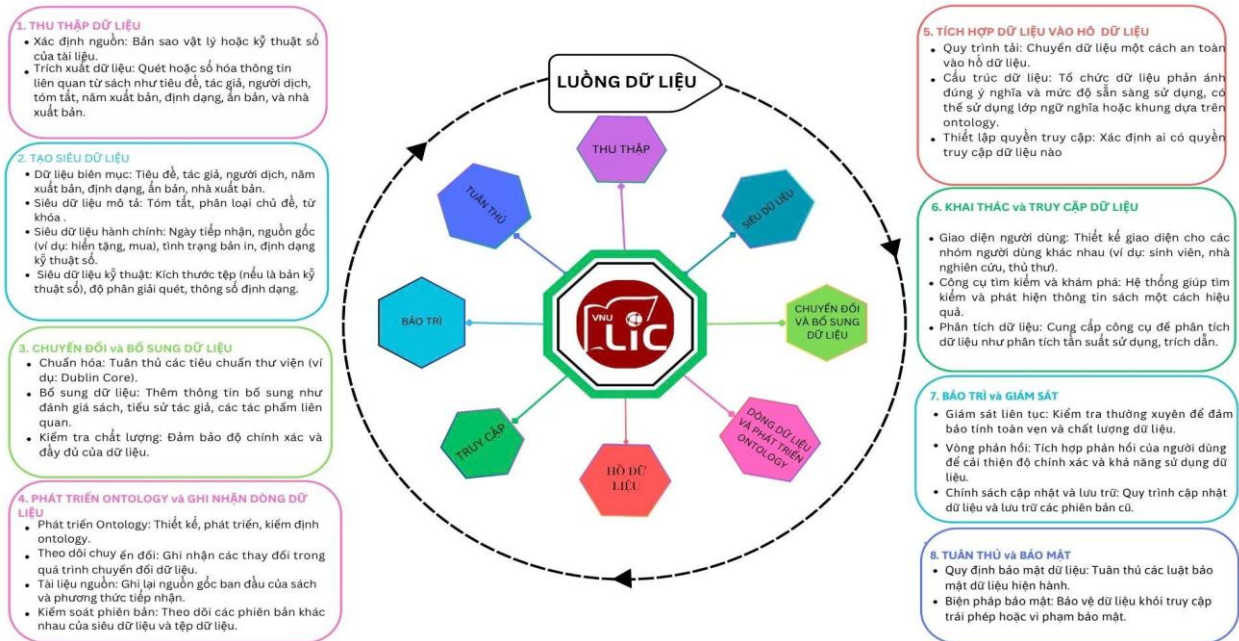 1. THU THẬP DỮ LIỆU
• Xác định nguồn: Bản sao vật lý hoặc kỹ thuật số
của tài liệu.
• Trích xuất dữ liệu: Quét hoặc số hóa thông tin
liên quan từ sách như tiêu đề, tác giả, người dịch,
tóm tắt, năm xuất bản, định dạng, ấn bản, và nhà
xuất bản.
2. TẠO SIÊU DỮ LIỆU
• Dữ liệu biên mục: Tiêu đề, tác giả, người dịch, năm
xuất bản, định dạng, ấn bản, nhà xuất bản.
• Siêu dữ liệu mô tả: Tóm tắt, phân loại chủ đề, từ
khóa .
• Siêu dữ liệu hành chính: Ngày tiếp nhận, nguồn gốc
(ví dụ: hiến tặng, mua), tình trạng bản in, định dạng
kỹ thuật số.
• Siêu dữ liệu kỹ thuật: Kích thước tệp (nếu là bản kỹ
thuật số), độ phân giải quét, thông số định dạng.
3. CHUYỂN ĐỔI và BỔ SUNG DỮ LIỆU
• Chuẩn hóa: Tuân thủ các tiêu chuẩn thư viện (ví
dụ: Dublin Core).
• Bổ sung dữ liệu: Thêm thông tin bổ sung như
đánh giá sách, tiểu sử tác giả, các tác phẩm liên
quan.
• Kiểm tra chất lượng: Đảm bảo độ chính xác và
đầy đủ của dữ liệu.
4. PHÁT TRIỂN ONTOLOGY và GHI NHẬN DÒNG DỮ
LIỆU
• Phát triển Ontology: Thiết kế, phát triển, kiểm định
ontology.
• Theo dõi chuy ển đổi: Ghi nhận các thay đổi trong
quá trình chuyển đổi dữ liệu.
• Tài liệu nguồn: Ghi lại nguồn gốc ban đầu của sách
và phương thức tiếp nhận.
• Kiểm soát phiên bản: Theo dõi các phiên bản khác
nhau của siêu dữ liệu và tệp dữ liệu.
LUỒNG DỮ LIỆU
THU THẬP
SIÊU DỮ LIỆU
CHUYỂN ĐỔI
VÀ BỔ SUNG
DỮ LIỆU
DÒNG DỮ LIỆU
VÀ PHÁT TRIỂN
ONTOLOGY
HỒ DỮ
LIỆU
TRUY CẬP
BẢO TRÌ
TUÂN THỦ
VNU
LIC
5. TÍCH HỢP DỮ LIỆU VÀO HỒ DỮ LIỆU
• Quy trình tải: Chuyển dữ liệu một cách an toàn
vào hồ dữ liệu.
• Cấu trúc dữ liệu: Tổ chức dữ liệu phản ánh
đúng ý nghĩa và mức độ sẵn sàng sử dụng, có
thể sử dụng lớp ngữ nghĩa hoặc khung dựa trên
ontology.
• Thiết lập quyền truy cập: Xác định ai có quyền
truy cập dữ liệu nào
6. KHAI THÁC và TRUY CẬP DỮ LIỆU
• Giao diện người dùng: Thiết kế giao diện cho các
nhóm người dùng khác nhau (ví dụ: sinh viên, nhà
nghiên cứu, thủ thư).
• Công cụ tìm kiếm và khám phá: Hệ thống giúp tìm
kiếm và phát hiện thông tin sách một cách hiệu
quả.
• Phân tích dữ liệu: Cung cấp công cụ để phân tích
dữ liệu như phân tích tần suất sử dụng, trích dẫn.
7. BẢO TRÌ và GIÁM SÁT
• Giám sát liên tục: Kiểm tra thường xuyên để đảm
bảo tính toàn vẹn và chất lượng dữ liệu.
• Vòng phản hồi: Tích hợp phản hồi của người dùng
để cải thiện độ chính xác và khả năng sử dụng dữ
liệu.
• Chính sách cập nhật và lưu trữ: Quy trình cập nhật
dữ liệu và lưu trữ các phiên bản cũ.
8. TUÂN THỦ và BẢO MẬT
• Quy định bảo mật dữ liệu: Tuân thủ các luật bảo
mật dữ liệu hiện hành.
• Biện pháp bảo mật: Bảo vệ dữ liệu khỏi truy cập
trái phép hoặc vi phạm bảo mật.